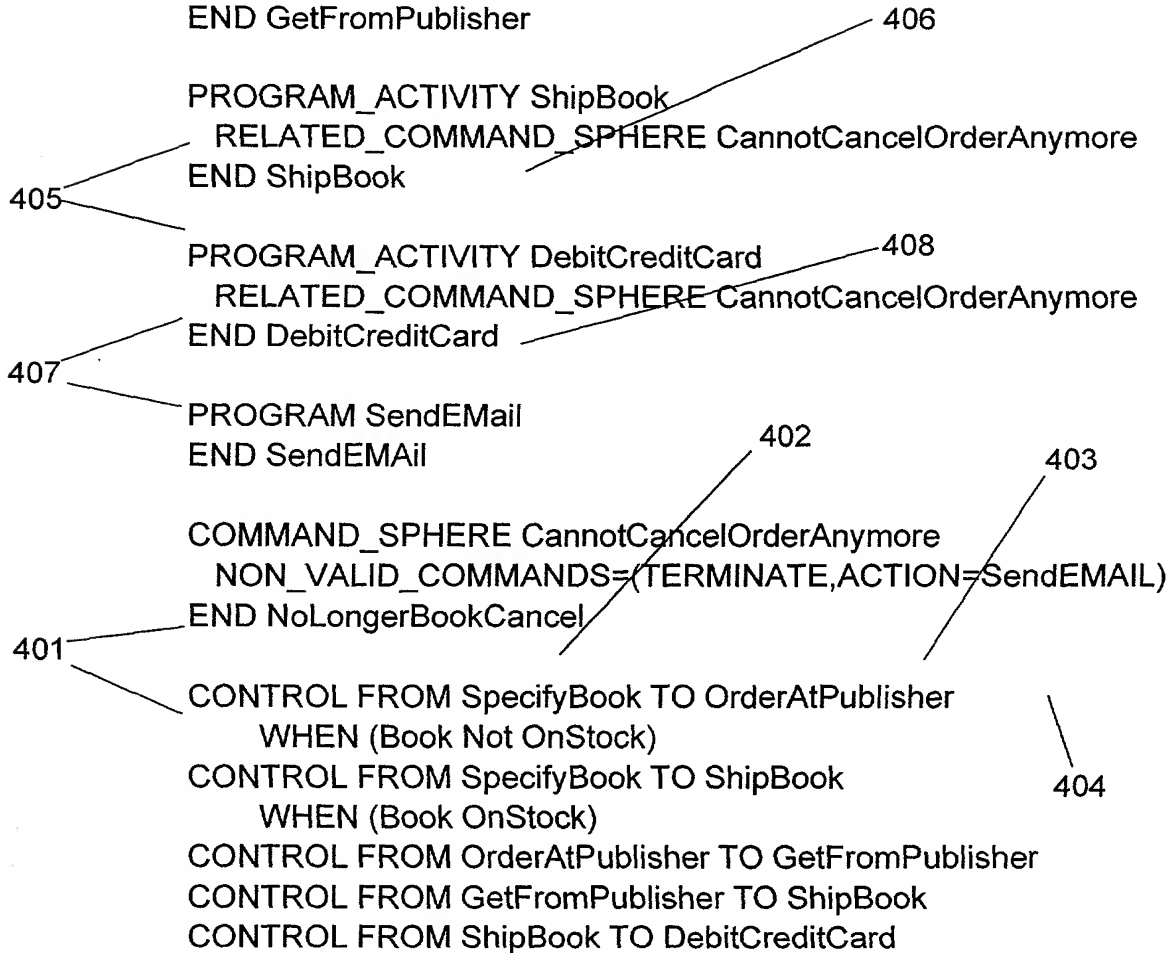 END GetFromPublisher
406
PROGRAM_ACTIVITY ShipBook
RELATED_COMMAND_SPHERE CannotCancelOrderAnymore
END ShipBook
405
PROGRAM_ACTIVITY DebitCreditCard
408
RELATED_COMMAND_SPHERE CannotCancelOrderAnymore
END DebitCreditCard
407
PROGRAM SendEMail
END SendEMAil
402
403
COMMAND_SPHERE CannotCancelOrderAnymore
NON_VALID_COMMANDS=(TERMINATE,ACTION=SendEMAIL)
END NoLongerBookCancel
401
CONTROL FROM SpecifyBook TO OrderAtPublisher
WHEN (Book Not OnStock)
CONTROL FROM SpecifyBook TO ShipBook
404
WHEN (Book OnStock)
CONTROL FROM OrderAtPublisher TO GetFromPublisher
CONTROL FROM GetFromPublisher TO ShipBook
CONTROL FROM ShipBook TO DebitCreditCard